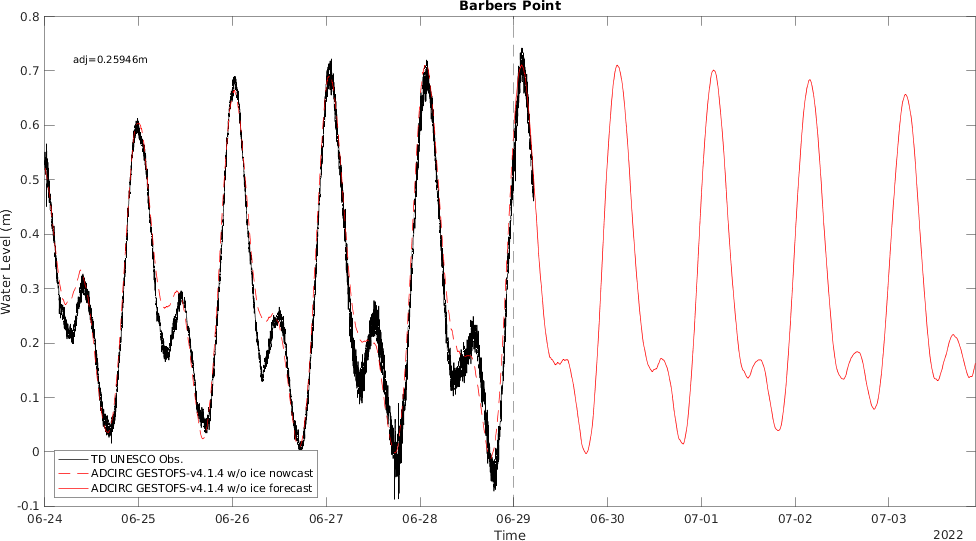 Barbers Point
0.8
adj=0.25946m
0.7
0.6
0.5
0.4
0.3
0.2
0.1
0
-0.1
Water Level (m)
TD UNESCO Obs.
ADCIRC GESTOFS-v4.1.4 w/o ice nowcast
ADCIRC GESTOFS-v4.1.4 w/o ice forecast
06-24 06-25 06-26 06-27 06-28 06-29 06-30 07-01 07-02 07-03
Time
2022